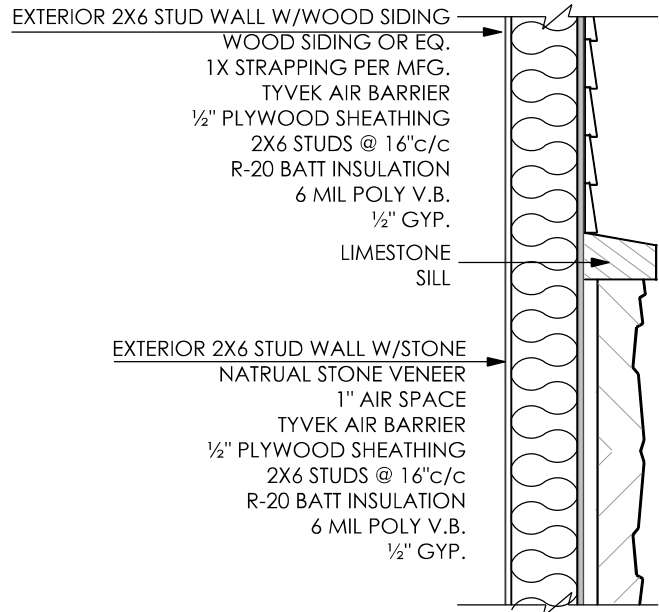 EXTERIOR 2X6 STUD WALL W/WOOD SIDING
WOOD SIDING OR EQ.
1X STRAPPING PER MFG.
TYVEK AIR BARRIER
½" PLYWOOD SHEATHING
2X6 STUDS @ 16"c/c
R-20 BATT INSULATION
6 MIL POLY V.B.
½" GYP.
LIMESTONE
SILL
EXTERIOR 2X6 STUD WALL W/STONE
NATRUAL STONE VENEER
1" AIR SPACE
TYVEK AIR BARRIER
½" PLYWOOD SHEATHING
2X6 STUDS @ 16"c/c
R-20 BATT INSULATION
6 MIL POLY V.B.
½" GYP.